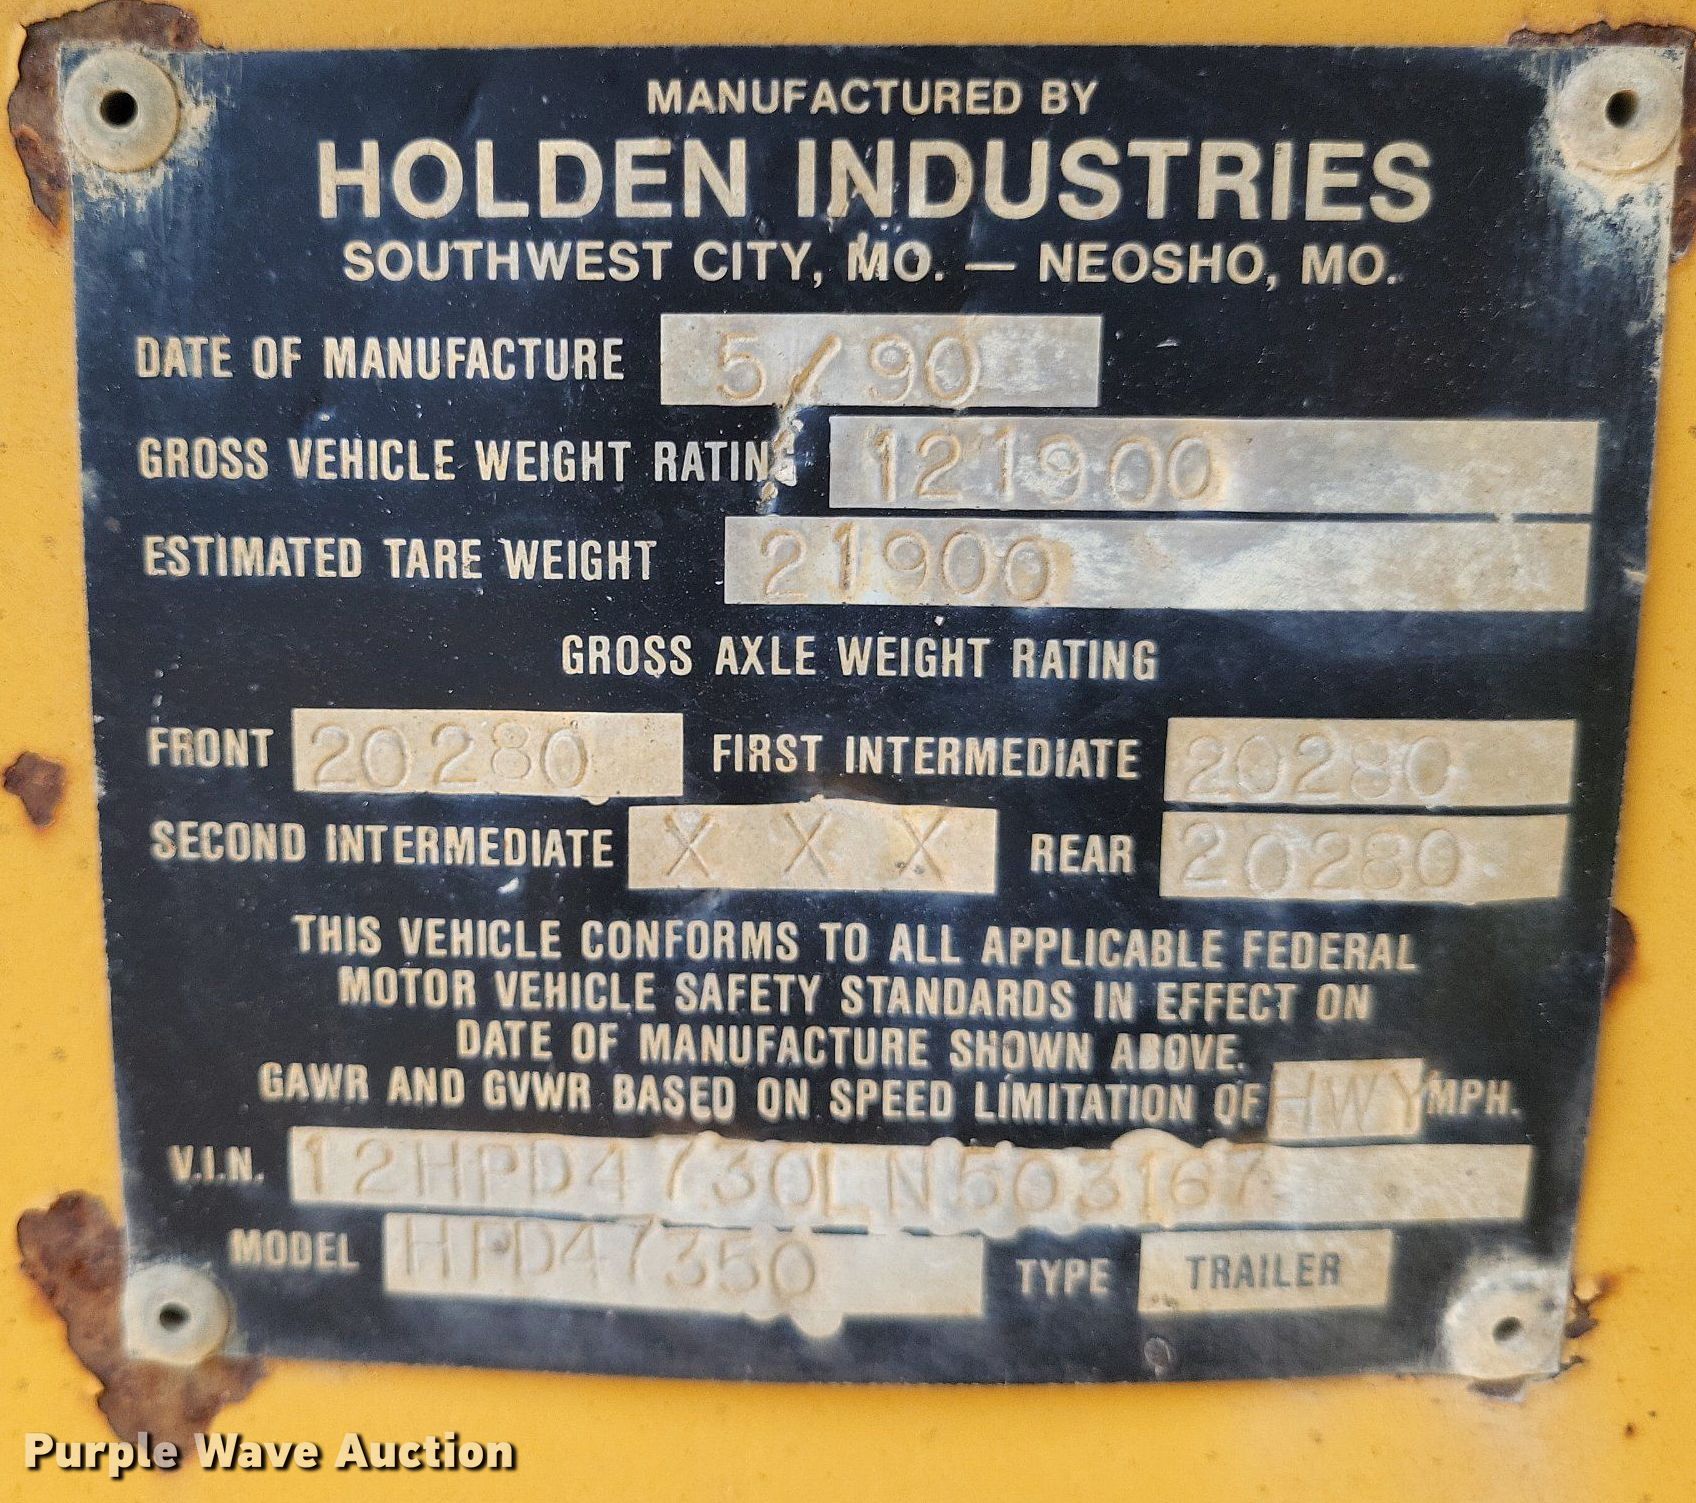 MANUFACTURED BY
HOLDEN INDUSTRIES
SOUTHWEST CITY, MO. — NEOSHO, MO.
DATE OF MANUFACTURE 5/90
GROSS VEHICLE WEIGHT RATING 121900
ESTIMATED TARE WEIGHT 21900
GROSS AXLE WEIGHT RATING
FRONT 20280 FIRST INTERMEDIATE 20280
SECOND INTERMEDIATE X X X REAR 20280
THIS VEHICLE CONFORMS TO ALL APPLICABLE FEDERAL
MOTOR VEHICLE SAFETY STANDARDS IN EFFECT ON
DATE OF MANUFACTURE SHOWN ABOVE.
GAWR AND GVWR BASED ON SPEED LIMITATION OF HWY MPH.
V.I.N. 12HPD4730LN503167
MODEL HPD47350 TYPE TRAILER
Purple Wave Auction